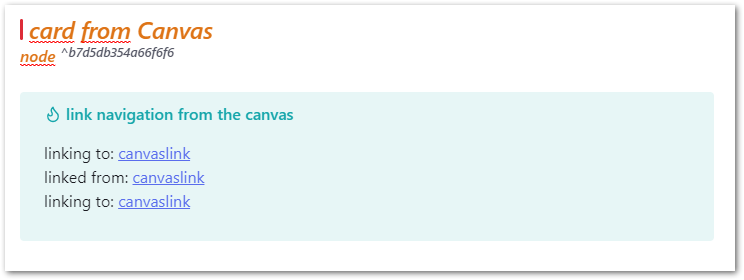 card from Canvas
node ^b7d5db354a66f6f6
link navigation from the canvas
linking to: canvaslink
linked from: canvaslink
linking to: canvaslink